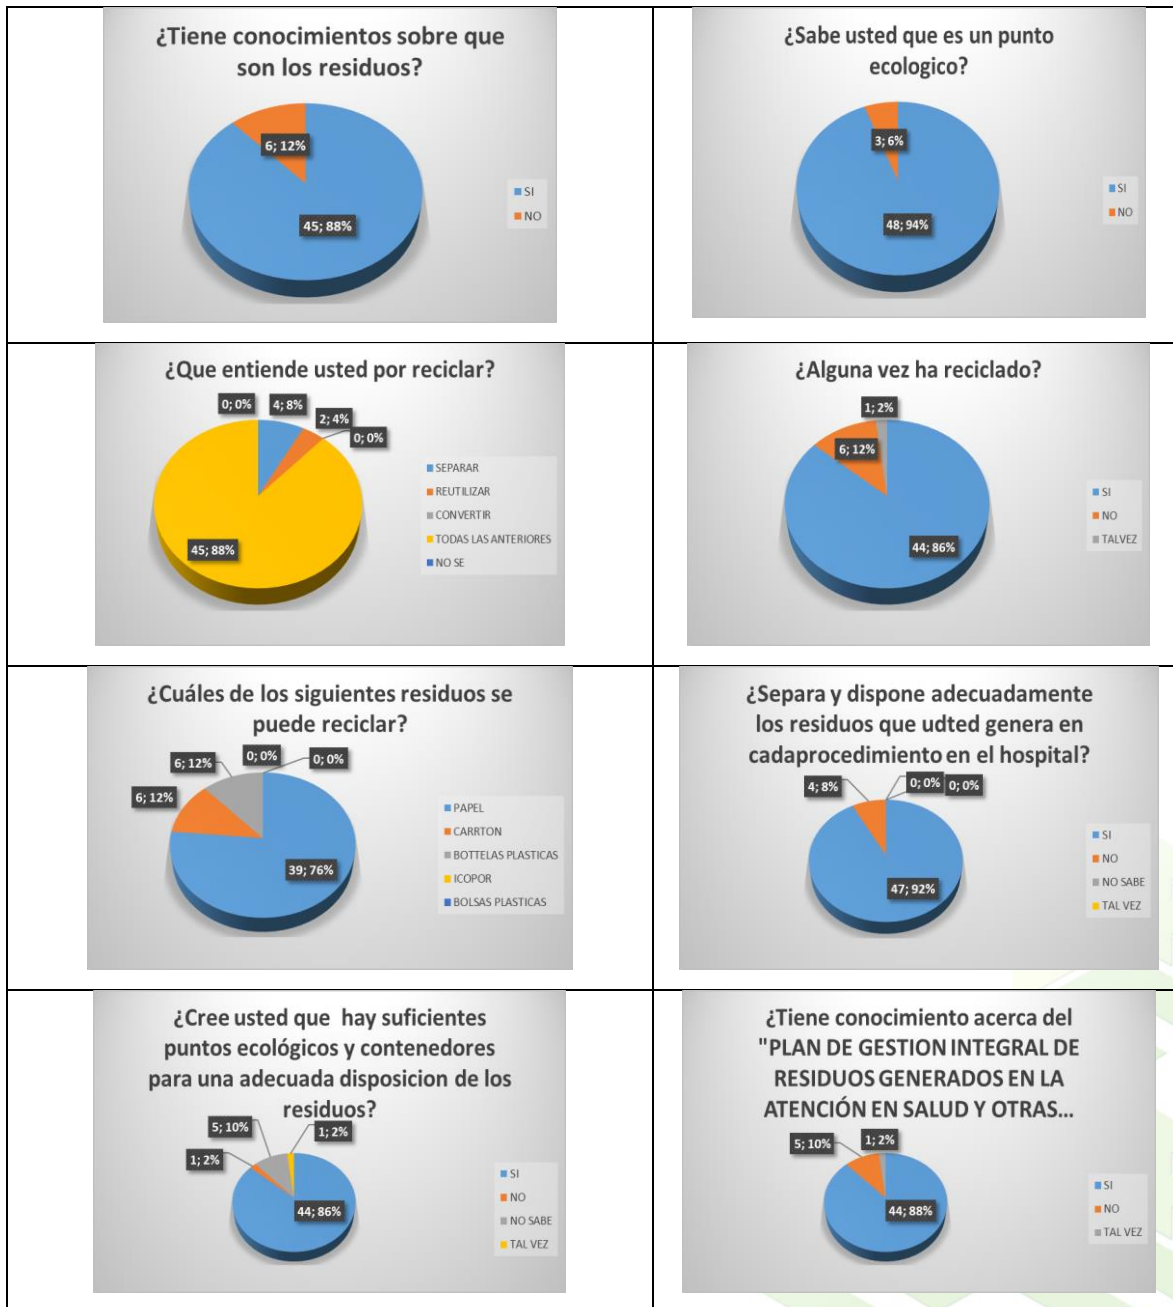 ¿Tiene conocimientos sobre que
son los residuos?
6; 12%
45; 88%
SI
NO
¿Sabe usted que es un punto
ecologico?
3; 6%
48; 94%
SI
NO
¿Que entiende usted por reciclar?
0; 0%
4; 8%
2; 4%
0; 0%
45; 88%
SEPARAR
REUTILIZAR
CONVERTIR
TODAS LAS ANTERIORES
NO SE
¿Alguna vez ha reciclado?
1; 2%
6; 12%
44; 86%
SI
NO
TALVEZ
¿Cuáles de los siguientes residuos se
puede reciclar?
6; 12%
0; 0%
0; 0%
6; 12%
39; 76%
PAPEL
CARRTON
BOTTELAS PLASTICAS
ICOPOR
BOLSAS PLASTICAS
¿Separa y dispone adecuadamente
los residuos que udted genera en
cadaprocedimiento en el hospital?
4; 8%
0; 0%
0; 0%
47; 92%
SI
NO
NO SABE
TAL VEZ
¿Cree usted que hay suficientes
puntos ecológicos y contenedores
para una adecuada disposicion de los
residuos?
5; 10%
1; 2%
1; 2%
44; 86%
SI
NO
NO SABE
TAL VEZ
¿Tiene conocimiento acerca del
"PLAN DE GESTION INTEGRAL DE
RESIDUOS GENERADOS EN LA
ATENCIÓN EN SALUD Y OTRAS...
5; 10%
1; 2%
44; 88%
SI
NO
TAL VEZ